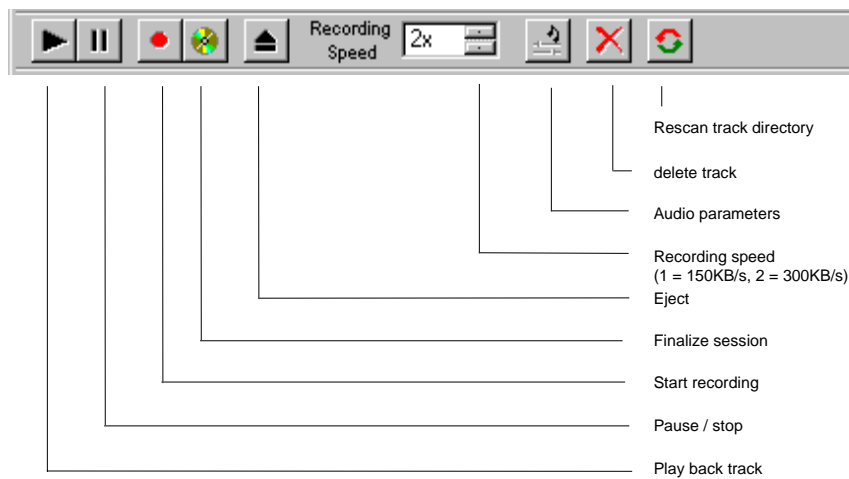 Recording
Speed
2x
Rescan track directory
delete track
Audio parameters
Recording speed
(1 = 150KB/s, 2 = 300KB/s)
Eject
Finalize session
Start recording
Pause / stop
Play back track